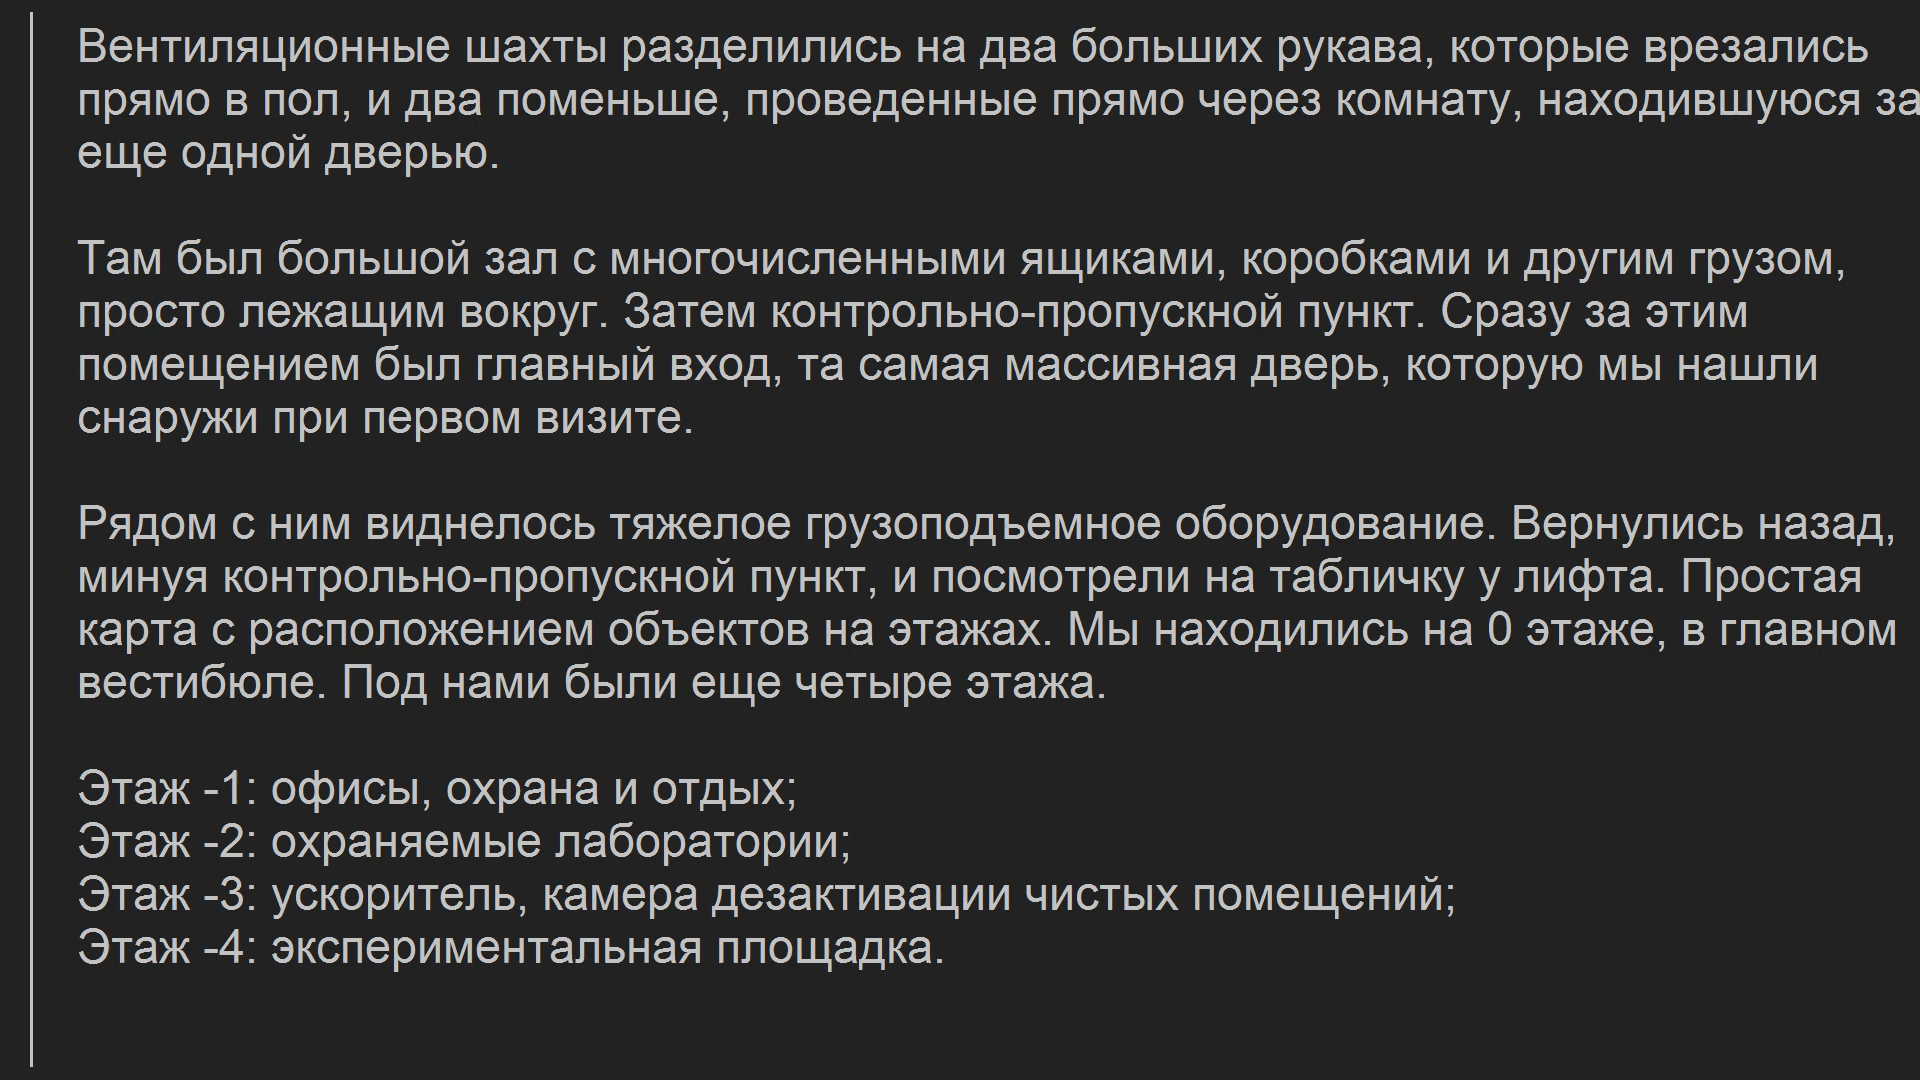 Вентиляционные шахты разделились на два больших рукава, которые врезались
прямо в пол, и два поменьше, проведенные прямо через комнату, находившуюся за
еще одной дверью.
Там был большой зал с многочисленными ящиками, коробками и другим грузом,
просто лежащим вокруг. Затем контрольно-пропускной пункт. Сразу за этим
помещением был главный вход, та самая массивная дверь, которую мы нашли
снаружи при первом визите.
Рядом с ним виднелось тяжелое грузоподъемное оборудование. Вернулись назад,
минуя контрольно-пропускной пункт, и посмотрели на табличку у лифта. Простая
карта с расположением объектов на этажах. Мы находились на 0 этаже, в главном
вестибюле. Под нами были еще четыре этажа.
Этаж -1: офисы, охрана и отдых;
Этаж -2: охраняемые лаборатории;
Этаж -3: ускоритель, камера дезактивации чистых помещений;
Этаж -4: экспериментальная площадка.